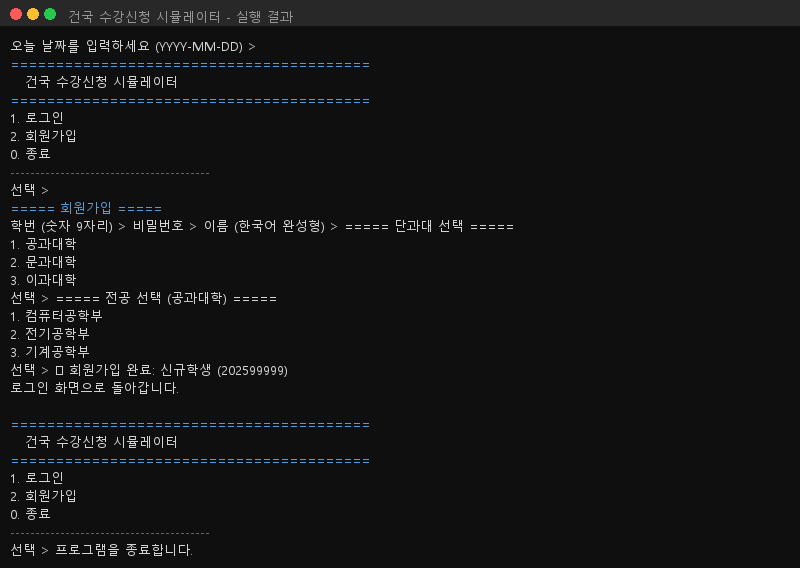 건국 수강신청 시뮬레이터 - 실행 결과
오늘 날짜를 입력하세요 (YYYY-MM-DD) >
========================================
건국 수강신청 시뮬레이터
========================================
1. 로그인
2. 회원가입
0. 종료
----------------------------------------
선택 >
===== 회원가입 =====
학번 (숫자 9자리) > 비밀번호 > 이름 (한국어 완성형) > ===== 단과대 선택 =====
1. 공과대학
2. 문과대학
3. 이과대학
선택 > ===== 전공 선택 (공과대학) =====
1. 컴퓨터공학부
2. 전기공학부
3. 기계공학부
선택 > ▯ 회원가입 완료: 신규학생 (202599999)
로그인 화면으로 돌아갑니다.
========================================
건국 수강신청 시뮬레이터
========================================
1. 로그인
2. 회원가입
0. 종료
----------------------------------------
선택 > 프로그램을 종료합니다.